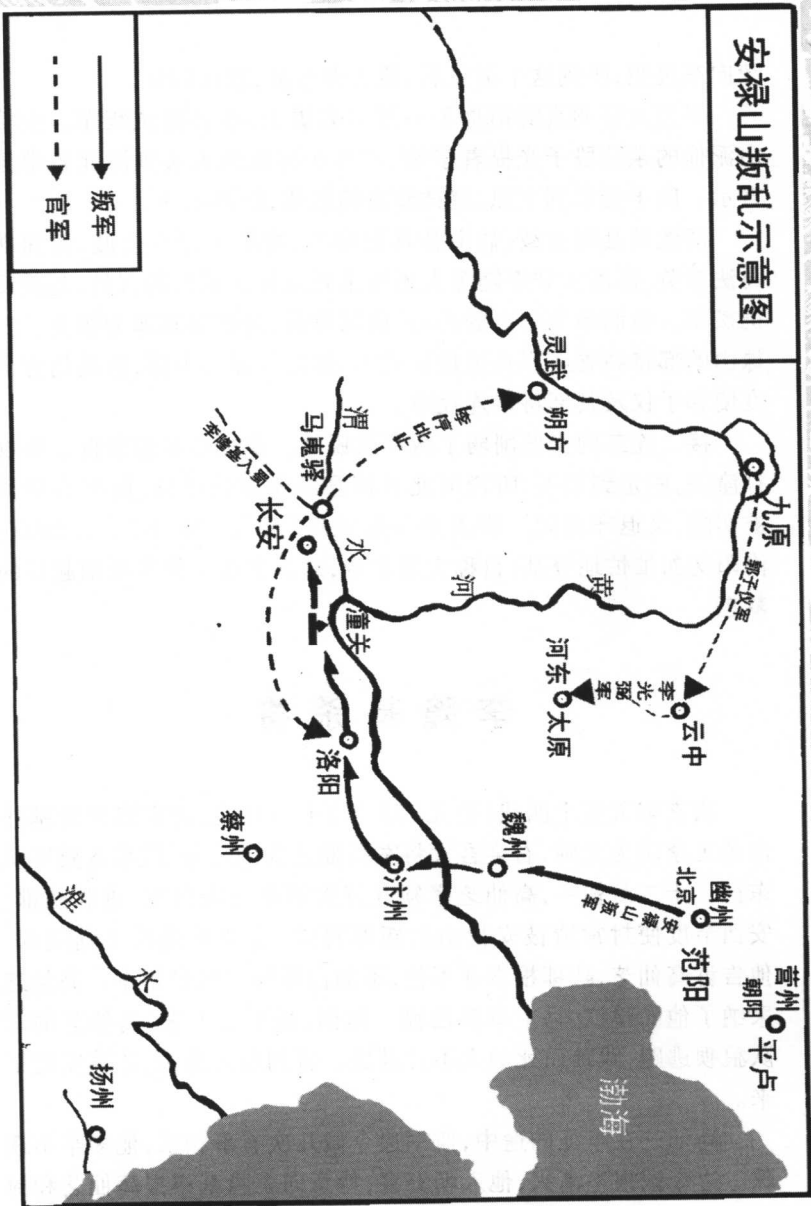 安禄山叛乱示意图
叛军
官军
灵武
朔方
九原
郭子仪军
李光弼军
云中
河东
太原
黄河
渭水
马嵬驿
长安
潼关
洛阳
蔡州
汴州
魏州
安禄山叛军
幽州
北京
范阳
营州
朝阳
平卢
渤海
淮水
扬州